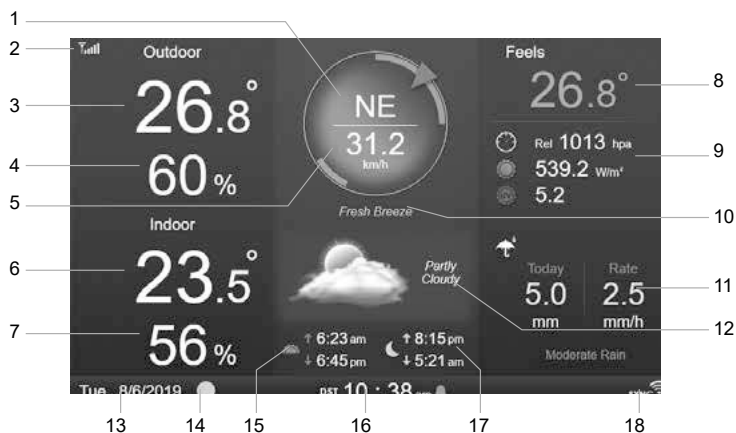 1
2
3
4
5
6
7
8
9
10
11
12
13
14
15
16
17
18
Outdoor
26.8°
60%
Indoor
23.5°
56%
NE
31.2
km/h
Fresh Breeze
Partly
Cloudy
6:23 am
6:45 pm
8:15 pm
5:21 am
Feels
26.8°
Rel 1013 hpa
539.2 W/m²
5.2
Today
5.0
mm
Rate
2.5
mm/h
Moderate Rain
Tue 8/6/2019
DST 10 : 38
SYNC